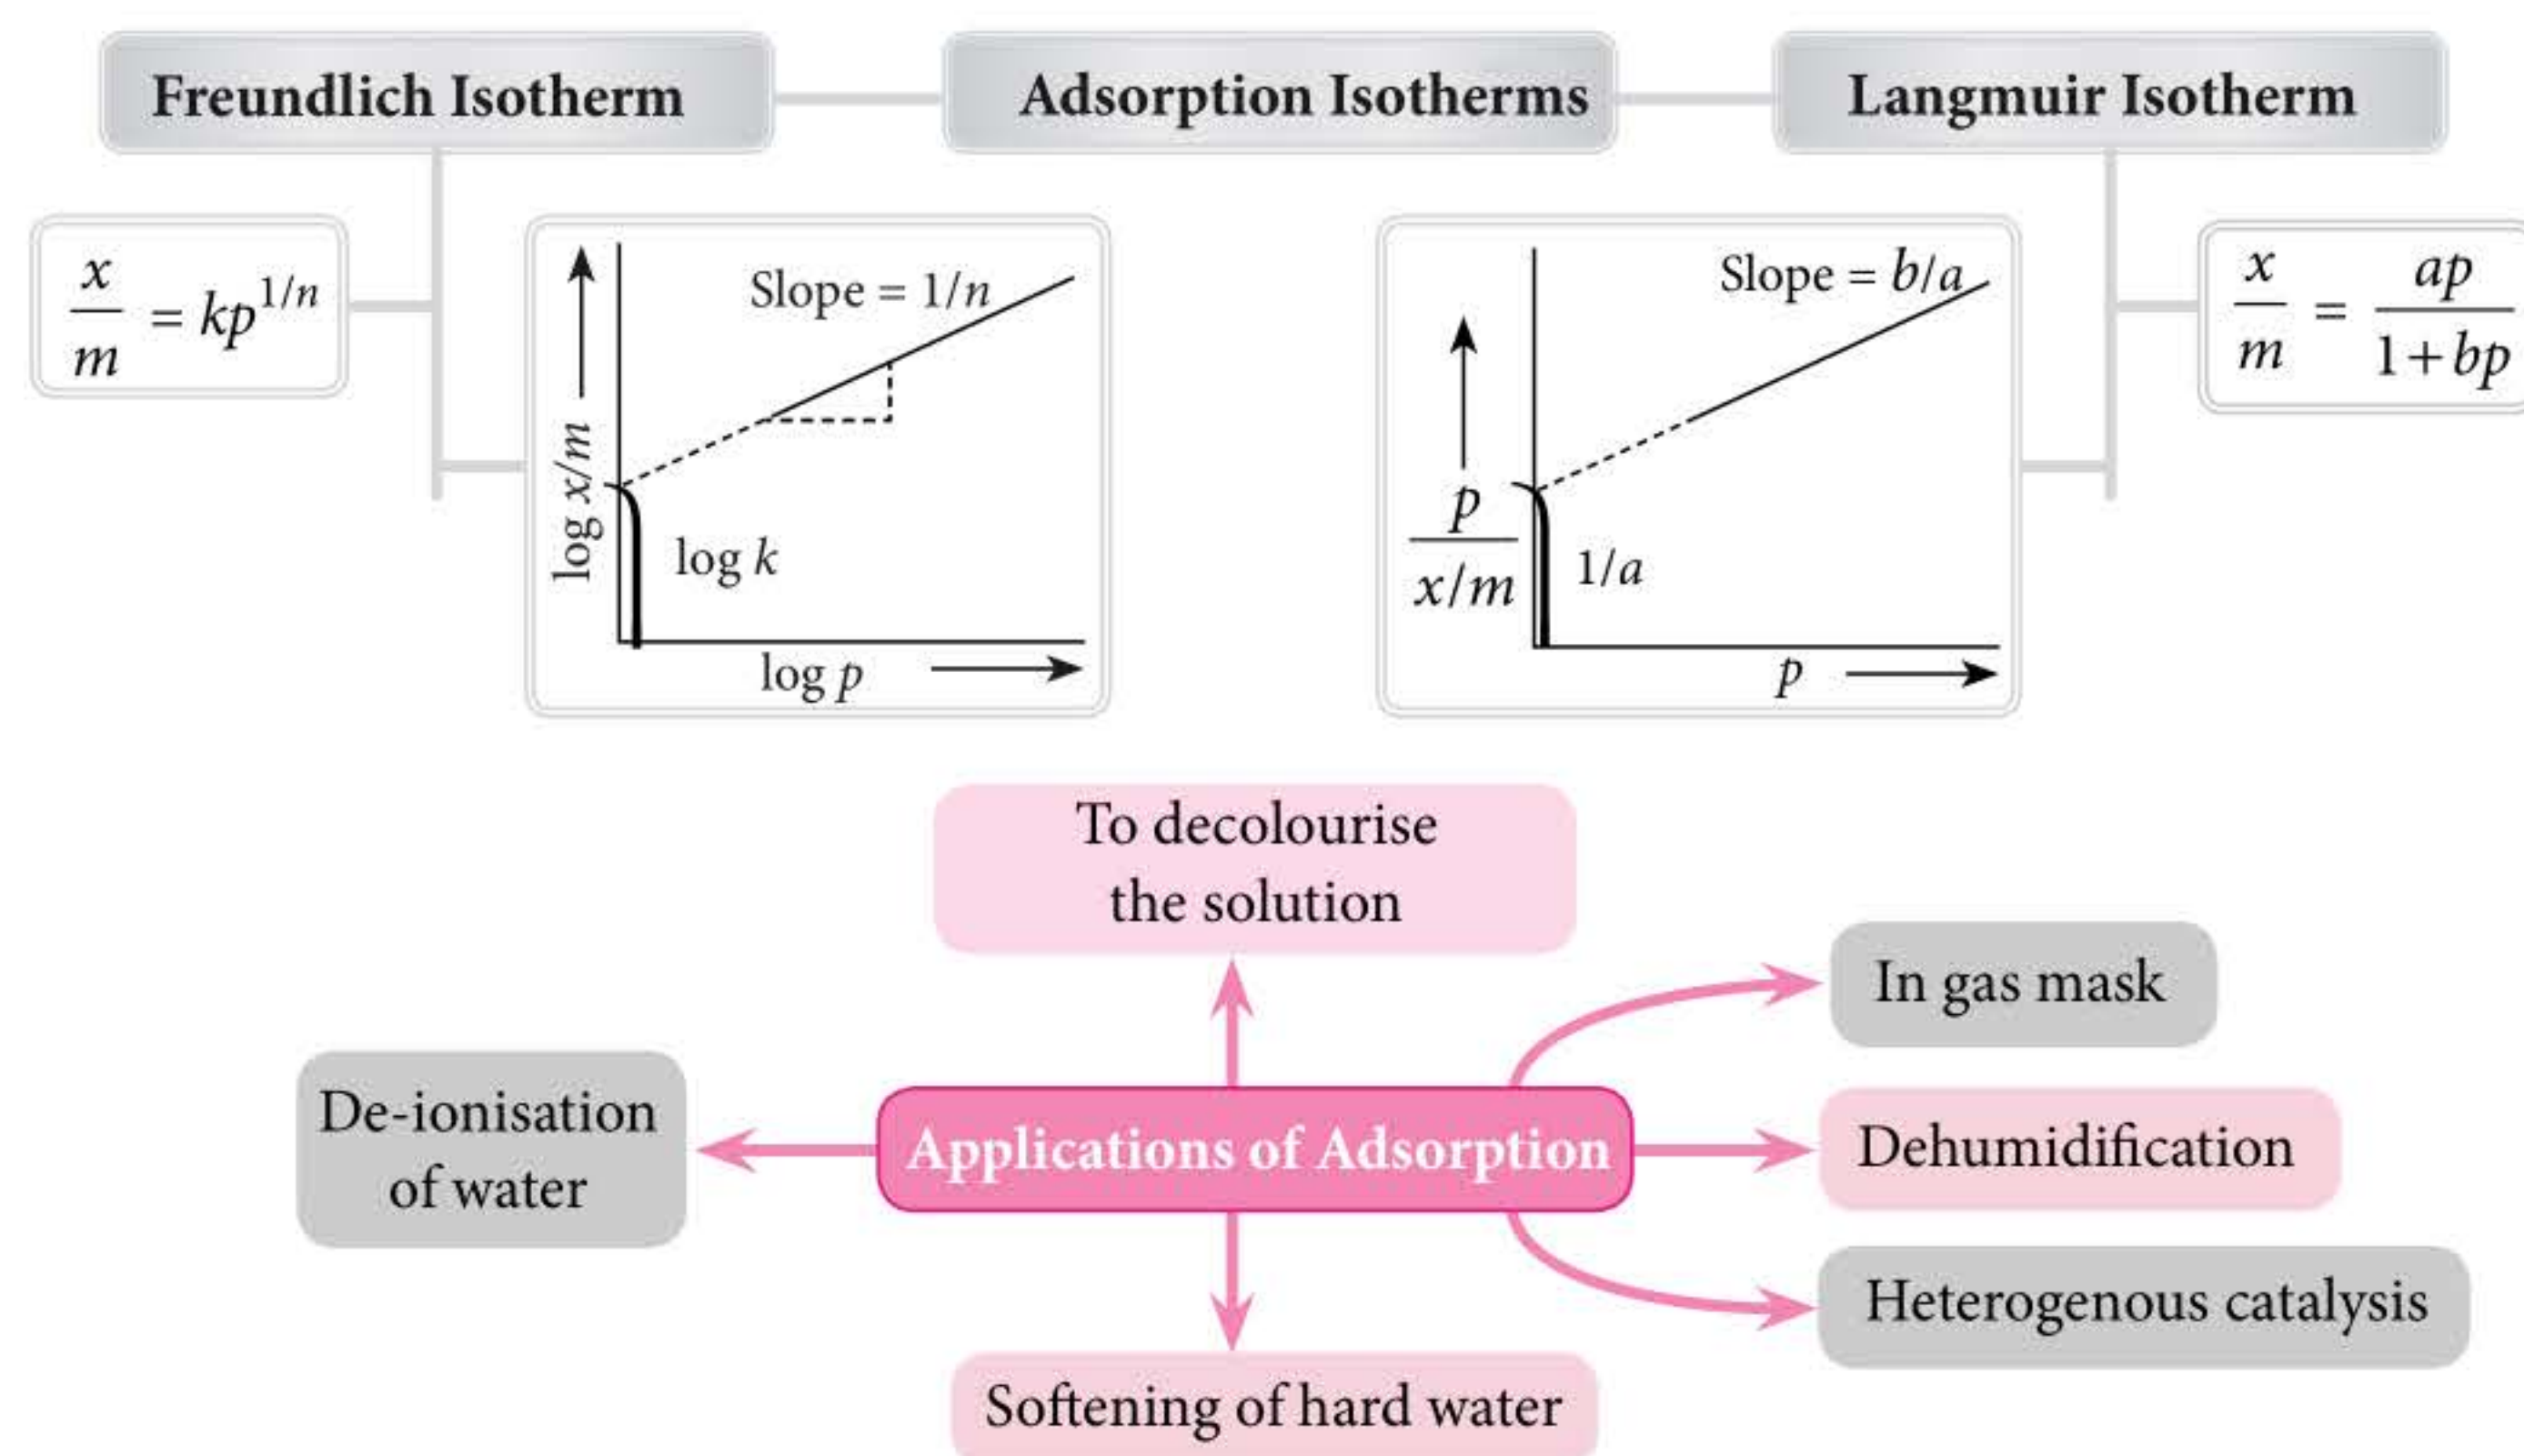 Freundlich Isotherm
Adsorption Isotherms
Langmuir Isotherm
x/m = kp^1/n
Slope = 1/n
log x/m
log k
log p
Slope = b/a
p
x/m
1/a
p
x/m = ap/1+bp
To decolourise
the solution
In gas mask
De-ionisation
of water
Applications of Adsorption
Dehumidification
Heterogenous catalysis
Softening of hard water